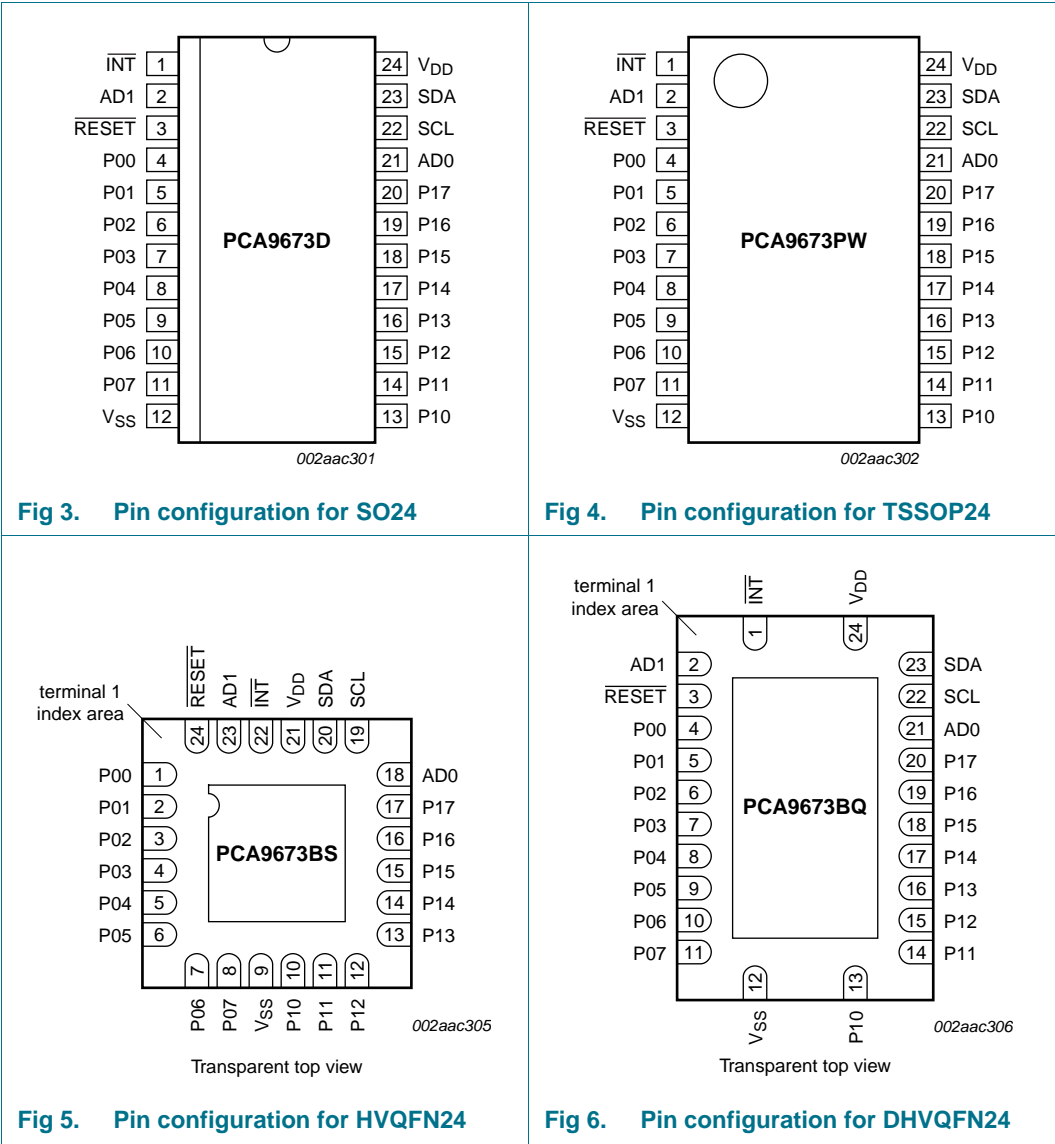 I̅N̅T̅ 1 24 VDD
AD1 2 23 SDA
R̅E̅S̅E̅T̅ 3 22 SCL
P00 4 21 AD0
P01 5 20 P17
P02 6 19 P16
P03 7 18 P15
P04 8 17 P14
P05 9 16 P13
P06 10 15 P12
P07 11 14 P11
VSS 12 13 P10
PCA9673D
002aac301
Fig 3. Pin configuration for SO24
I̅N̅T̅ 1 24 VDD
AD1 2 23 SDA
R̅E̅S̅E̅T̅ 3 22 SCL
P00 4 21 AD0
P01 5 20 P17
P02 6 19 P16
P03 7 18 P15
P04 8 17 P14
P05 9 16 P13
P06 10 15 P12
P07 11 14 P11
VSS 12 13 P10
PCA9673PW
002aac302
Fig 4. Pin configuration for TSSOP24
terminal 1
index area
R̅E̅S̅E̅T̅ AD1 I̅N̅T̅ VDD SDA SCL
24 23 22 21 20 19
P00 1 18 AD0
P01 2 17 P17
P02 3 16 P16
P03 4 15 P15
P04 5 14 P14
P05 6 13 P13
PCA9673BS
7 8 9 10 11 12
P06 P07 VSS P10 P11 P12
002aac305
Transparent top view
Fig 5. Pin configuration for HVQFN24
terminal 1
index area
I̅N̅T̅ VDD
1 24
AD1 2 23 SDA
R̅E̅S̅E̅T̅ 3 22 SCL
P00 4 21 AD0
P01 5 20 P17
P02 6 19 P16
P03 7 18 P15
P04 8 17 P14
P05 9 16 P13
P06 10 15 P12
P07 11 14 P11
PCA9673BQ
12 13
VSS P10
002aac306
Transparent top view
Fig 6. Pin configuration for DHVQFN24